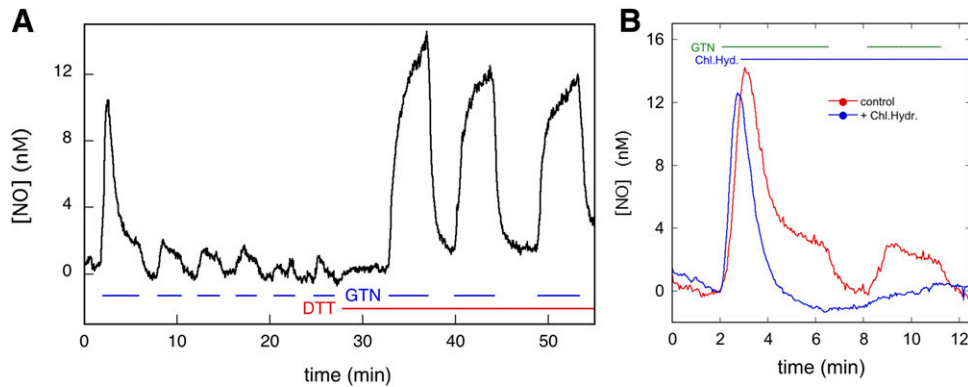 A
[NO] (nM)
12
8
4
0
GTN
DTT
0 10 20 30 40 50
time (min)
B
[NO] (nM)
16
12
8
4
0
GTN
Chl.Hyd.
control
+ Chl.Hydr.
0 2 4 6 8 10 12
time (min)